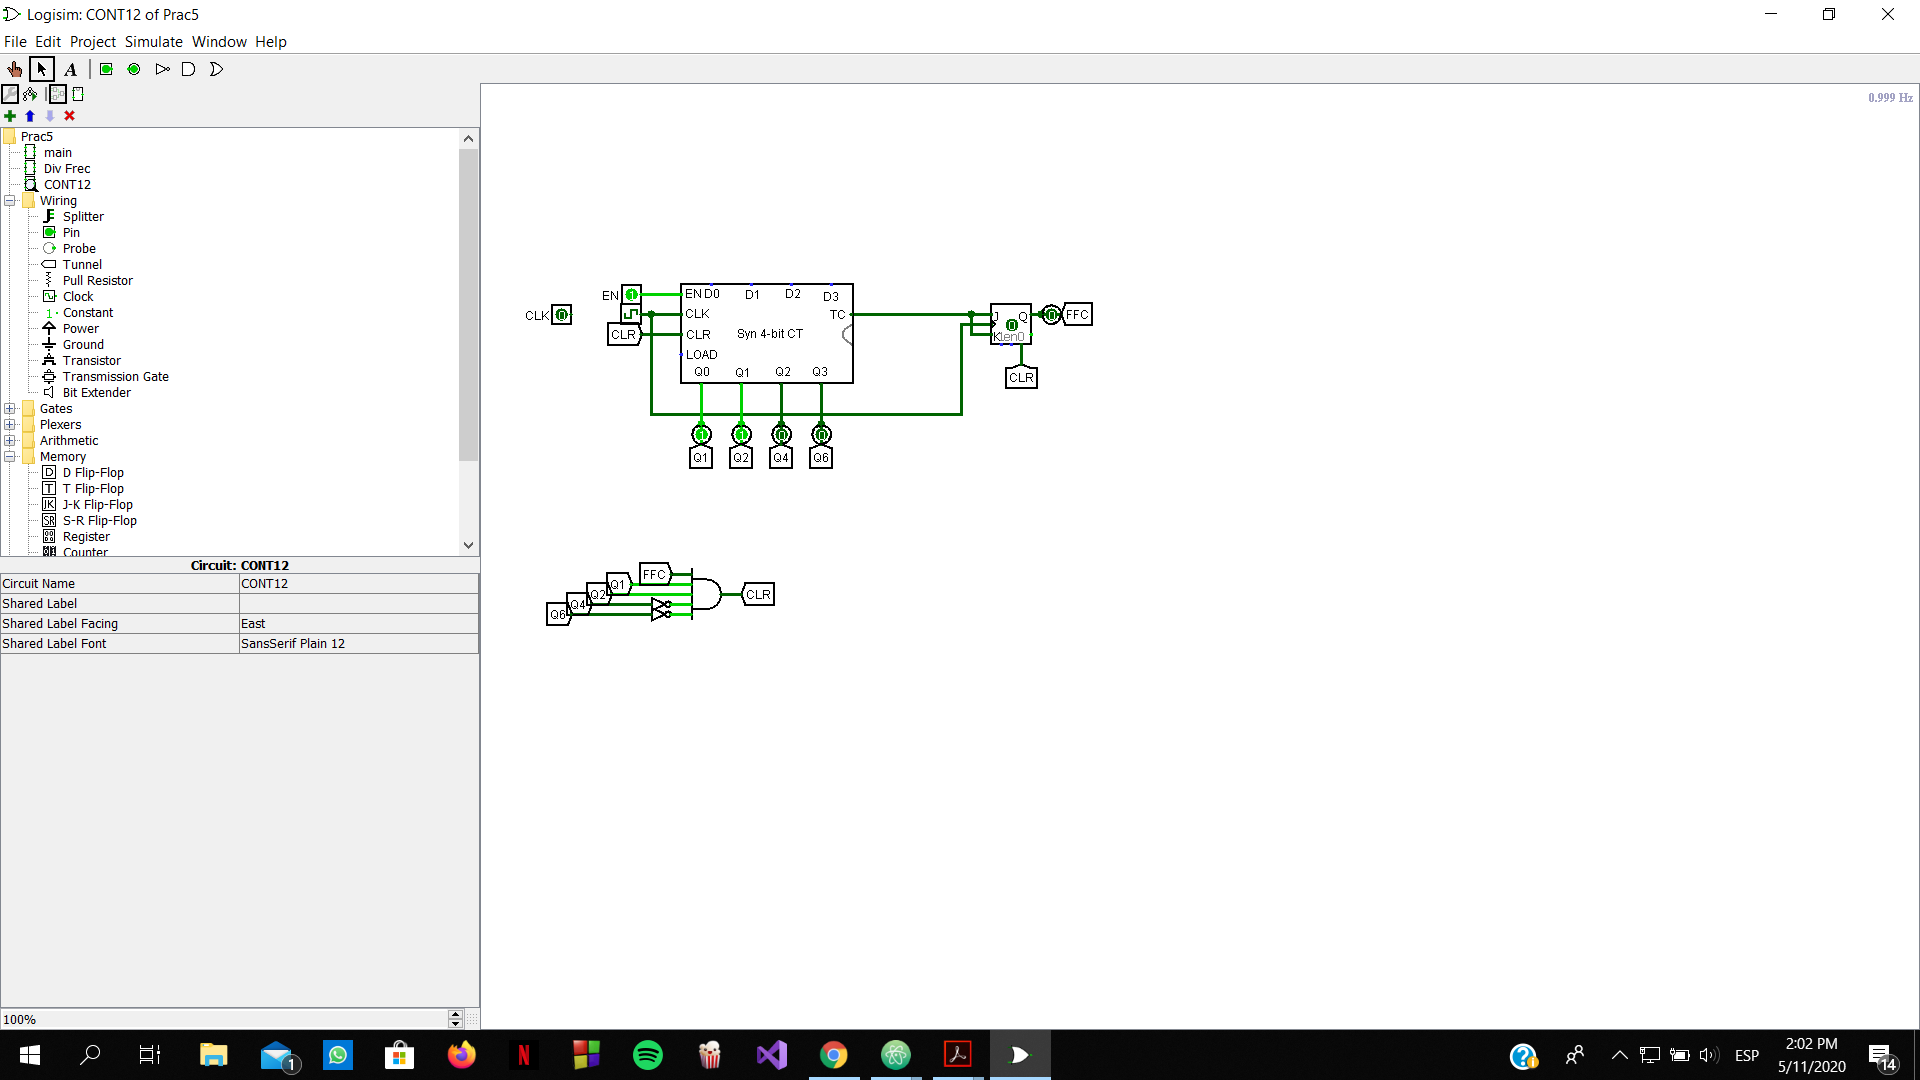 Logisim: CONT12 of Prac5
File Edit Project Simulate Window Help
A
0.999 Hz
Prac5
main
Div Frec
CONT12
Wiring
Splitter
Pin
Probe
Tunnel
Pull Resistor
Clock
1 Constant
Power
Ground
Transistor
Transmission Gate
Bit Extender
Gates
Plexers
Arithmetic
Memory
D D Flip-Flop
T T Flip-Flop
JK J-K Flip-Flop
SR S-R Flip-Flop
Register
Counter
Circuit: CONT12
Circuit Name CONT12
Shared Label
Shared Label Facing East
Shared Label Font SansSerif Plain 12
100%
EN 1 EN D0 D1 D2 D3
CLK 0 CLK TC J Q 0 FFC
CLR CLR Syn 4-bit CT 0 K en
LOAD
Q0 Q1 Q2 Q3 CLR
1 1 0 0
Q1 Q2 Q4 Q6
FFC
Q1
Q2 CLR
Q4
Q6
1 N ESP 2:02 PM
5/11/2020 14